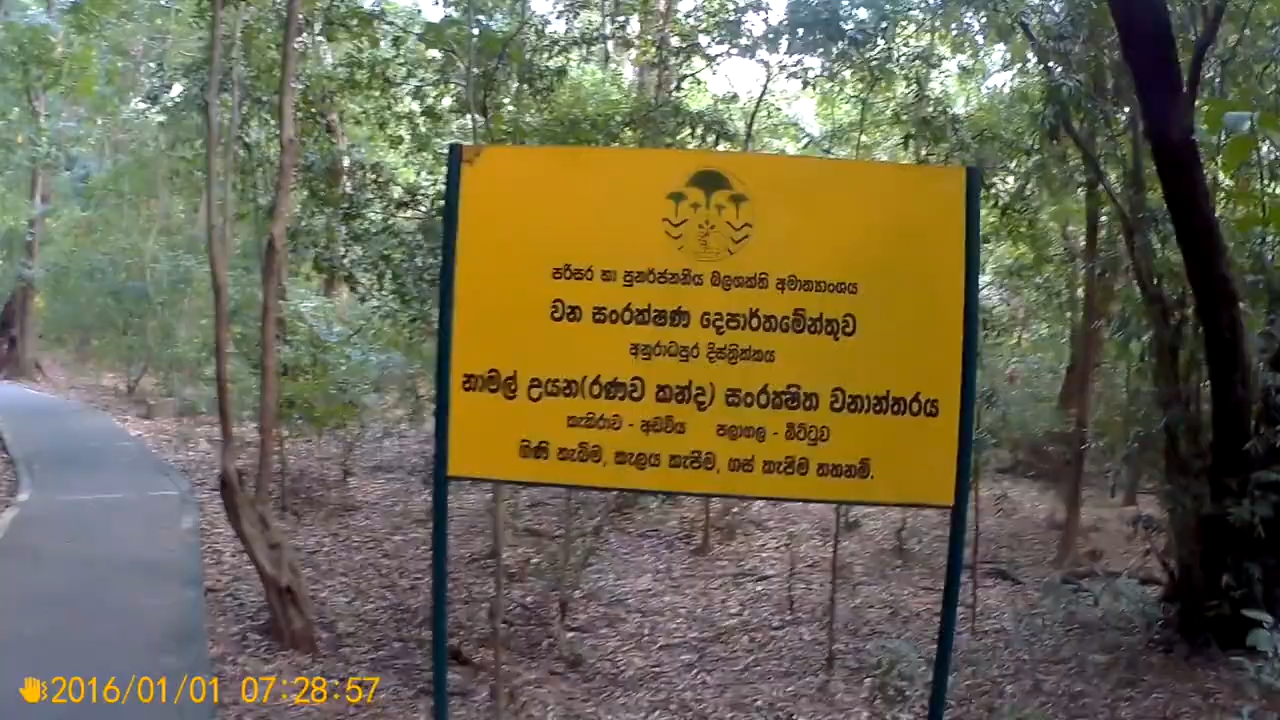 පරිසර හා පුනර්ජනනීය බලශක්ති අමාත්‍යාංශය
වන සංරක්ෂණ දෙපාර්තමේන්තුව
අනුරාධපුර දිස්ත්‍රික්කය
නාමල් උයන(රණව කන්ද) සංරක්‍ෂිත වනාන්තරය
කැකිරාව - අඩවිය පලාගල - බීට්ටුව
ගිණි තැබීම, කැලය කැපීම, ගස් කැපීම තහනම්.
2016/01/01 07:28:57